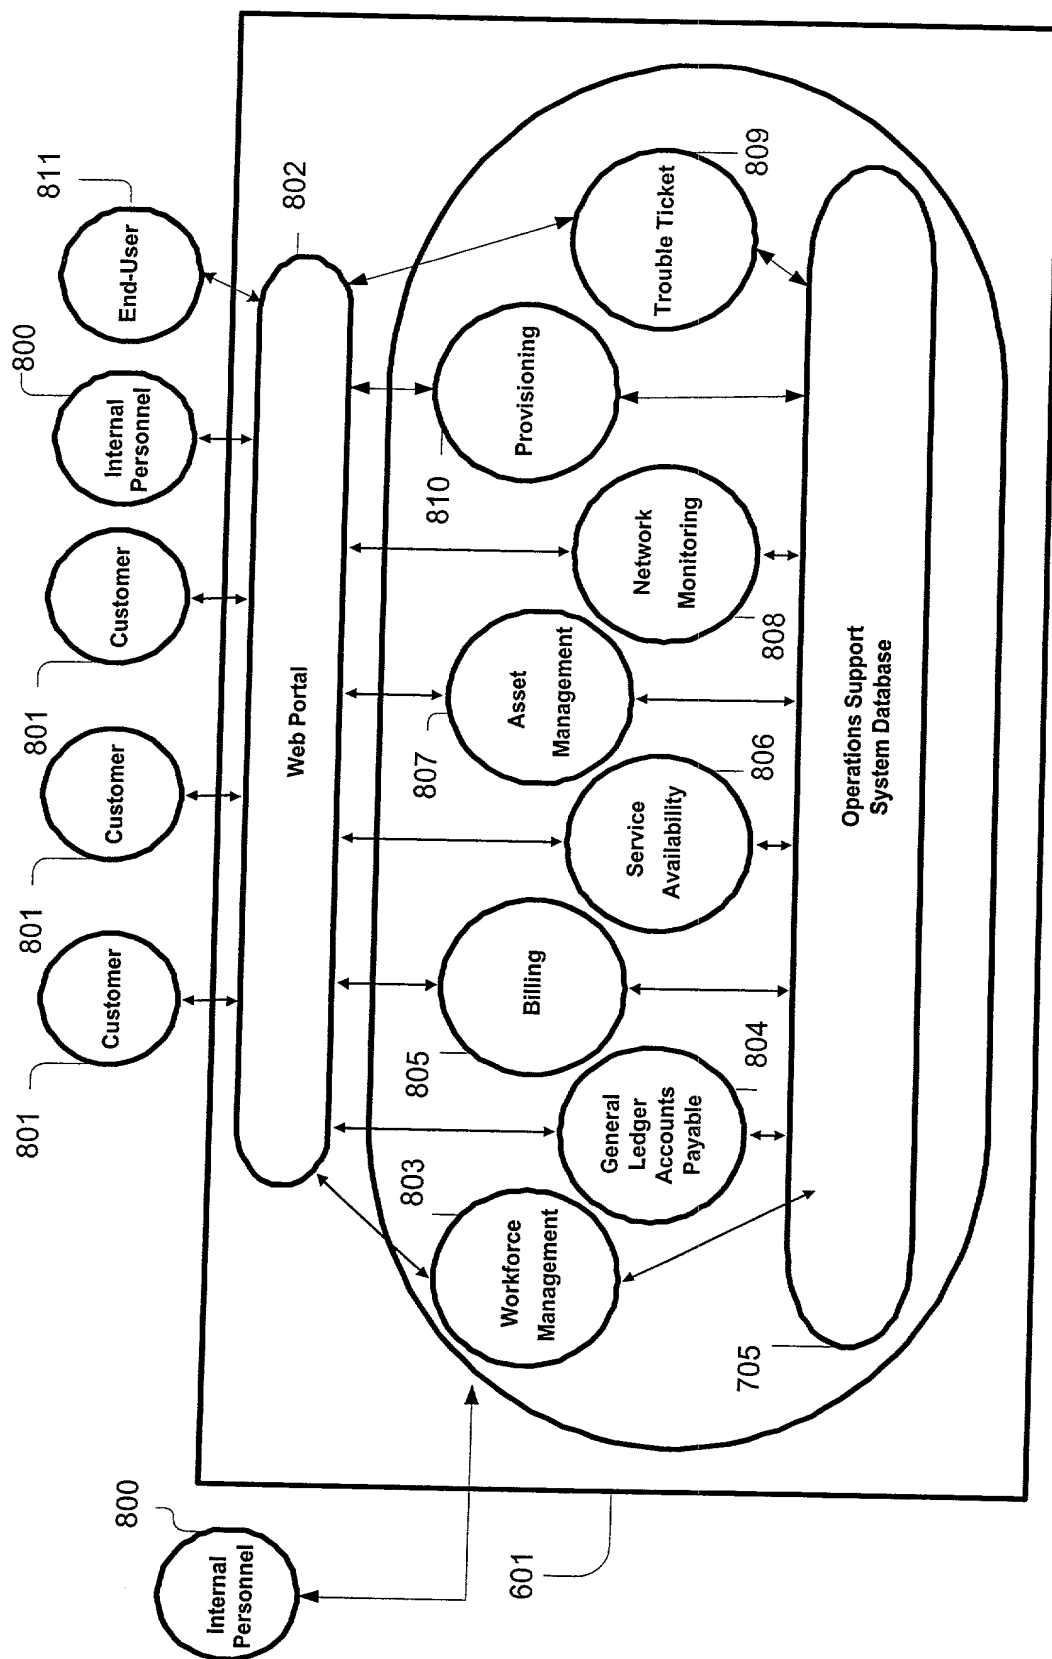 811
End-User
800
Internal
Personnel
Customer
801
Customer
801
Customer
801
802
Web Portal
809
Trouble Ticket
Provisioning
810
Network
Monitoring
808
Asset
Management
807
Service
Availability
806
Billing
805
General
Ledger
Accounts
Payable
804
Workforce
Management
803
Operations Support
System Database
705
Internal
Personnel
800
601